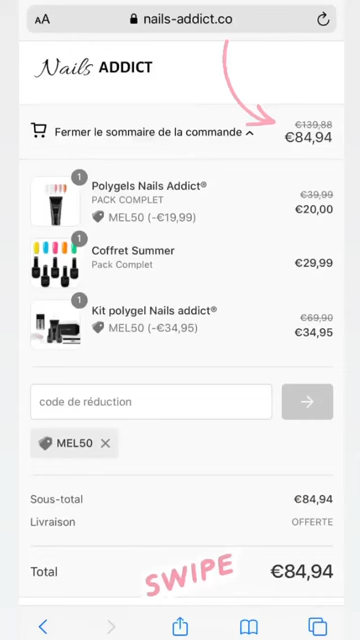 AA nails-addict.co
Nails ADDICT
Fermer le sommaire de la commande
€139,88
€84,94
1
Polygels Nails Addict®
PACK COMPLET
MEL50 (-€19,99)
€39,99
€20,00
1
Coffret Summer
Pack Complet
€29,99
1
Kit polygel Nails addict®
MEL50 (-€34,95)
€69,90
€34,95
code de réduction
MEL50
Sous-total €84,94
Livraison OFFERTE
Total €84,94
SWIPE